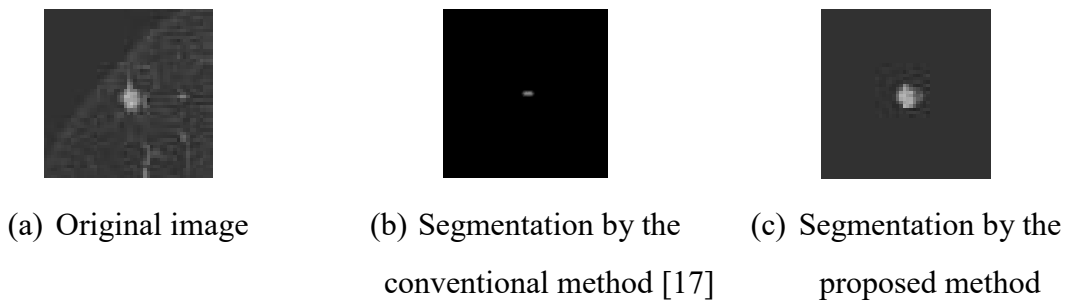 (a) Original image
(b) Segmentation by the
conventional method [17]
(c) Segmentation by the
proposed method